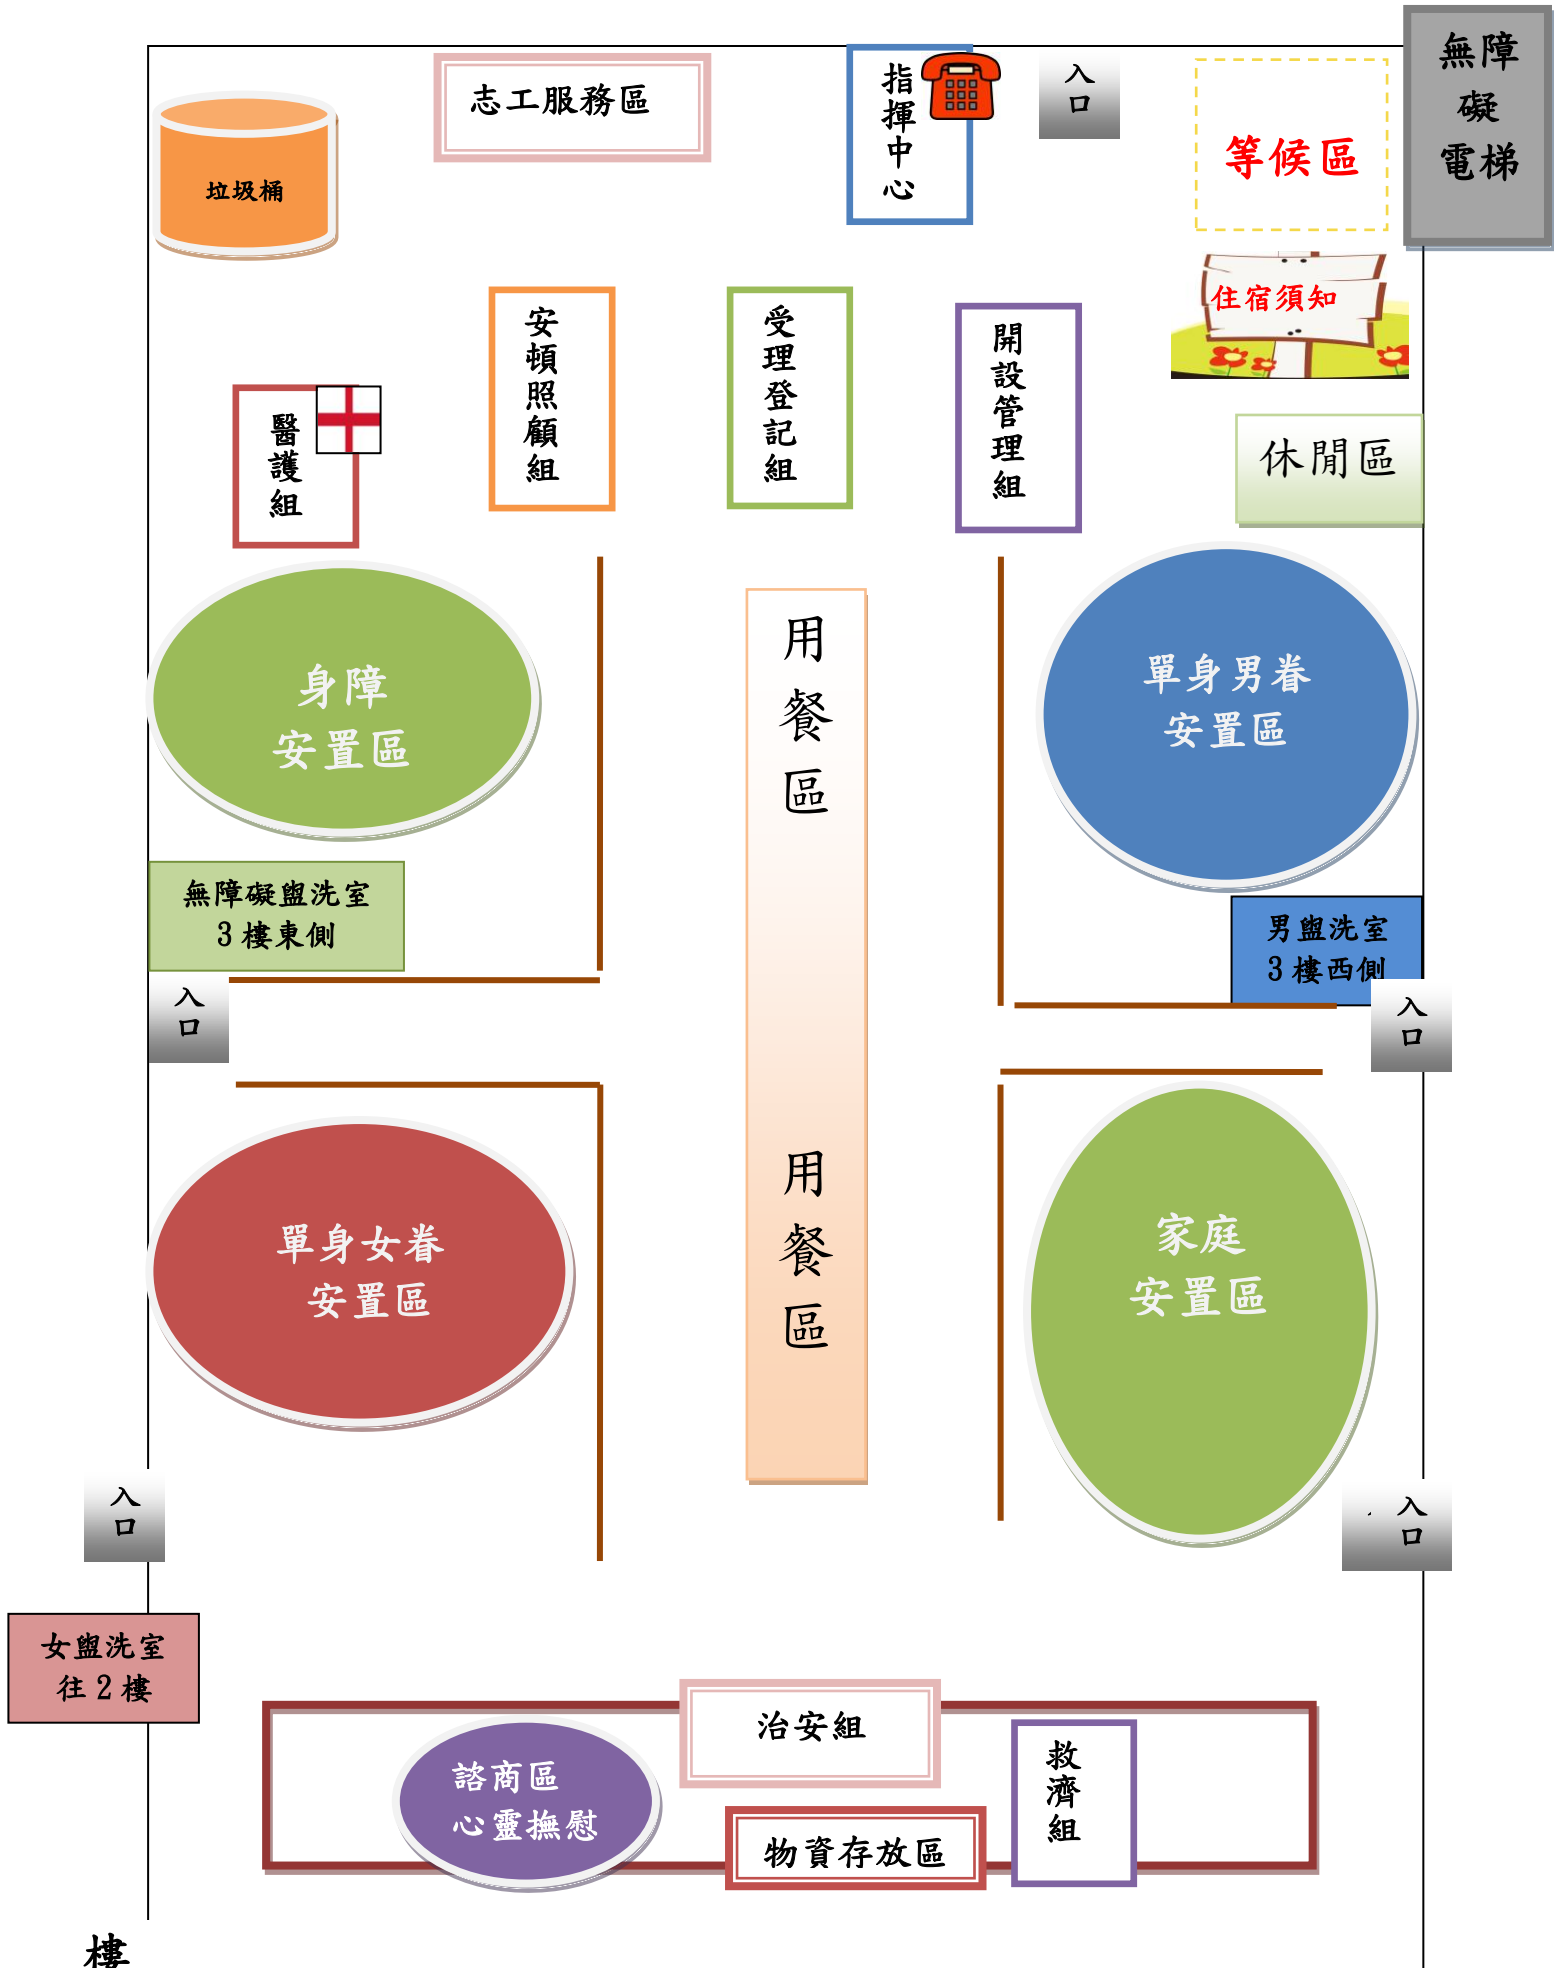 無障
礙
電梯
志工服務區
指揮中心
入口
等候區
垃圾桶
住宿須知
安頓照顧組
受理登記組
開設管理組
醫護組
休閒區
身障
安置區
用餐區
單身男眷
安置區
無障礙盥洗室
3樓東側
男盥洗室
3樓西側
入口
入口
單身女眷
安置區
用餐區
家庭
安置區
入口
入口
女盥洗室
往2樓
治安組
諮商區
心靈撫慰
救濟組
物資存放區
樓